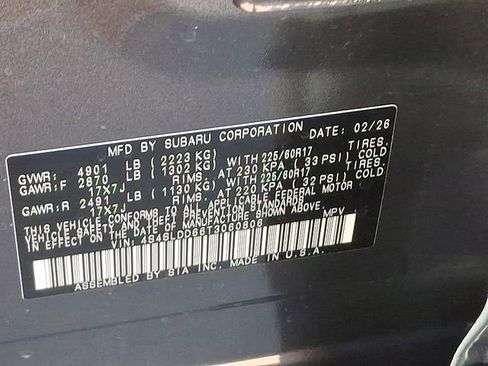 MFD BY SUBARU CORPORATION DATE: 02/26
GVWR: 4901 LB (2223 KG)
GAWR:F 2870 LB (1302 KG) WITH 225/60R17 TIRES,
17X7J RIMS, AT 230 KPA (33 PSI) COLD
GAWR:R 2491 LB (1130 KG) WITH 225/60R17 TIRES,
17X7J RIMS, AT 220 KPA (32 PSI) COLD
THIS VEHICLE CONFORMS TO ALL APPLICABLE FEDERAL MOTOR
VEHICLE SAFETY AND THEFT PREVENTION STANDARDS
IN EFFECT ON THE DATE OF MANUFACTURE SHOWN ABOVE.
VIN: 4S4SLDD66T3060806 MPV
ASSEMBLED BY SIA INC. MADE IN U.S.A.